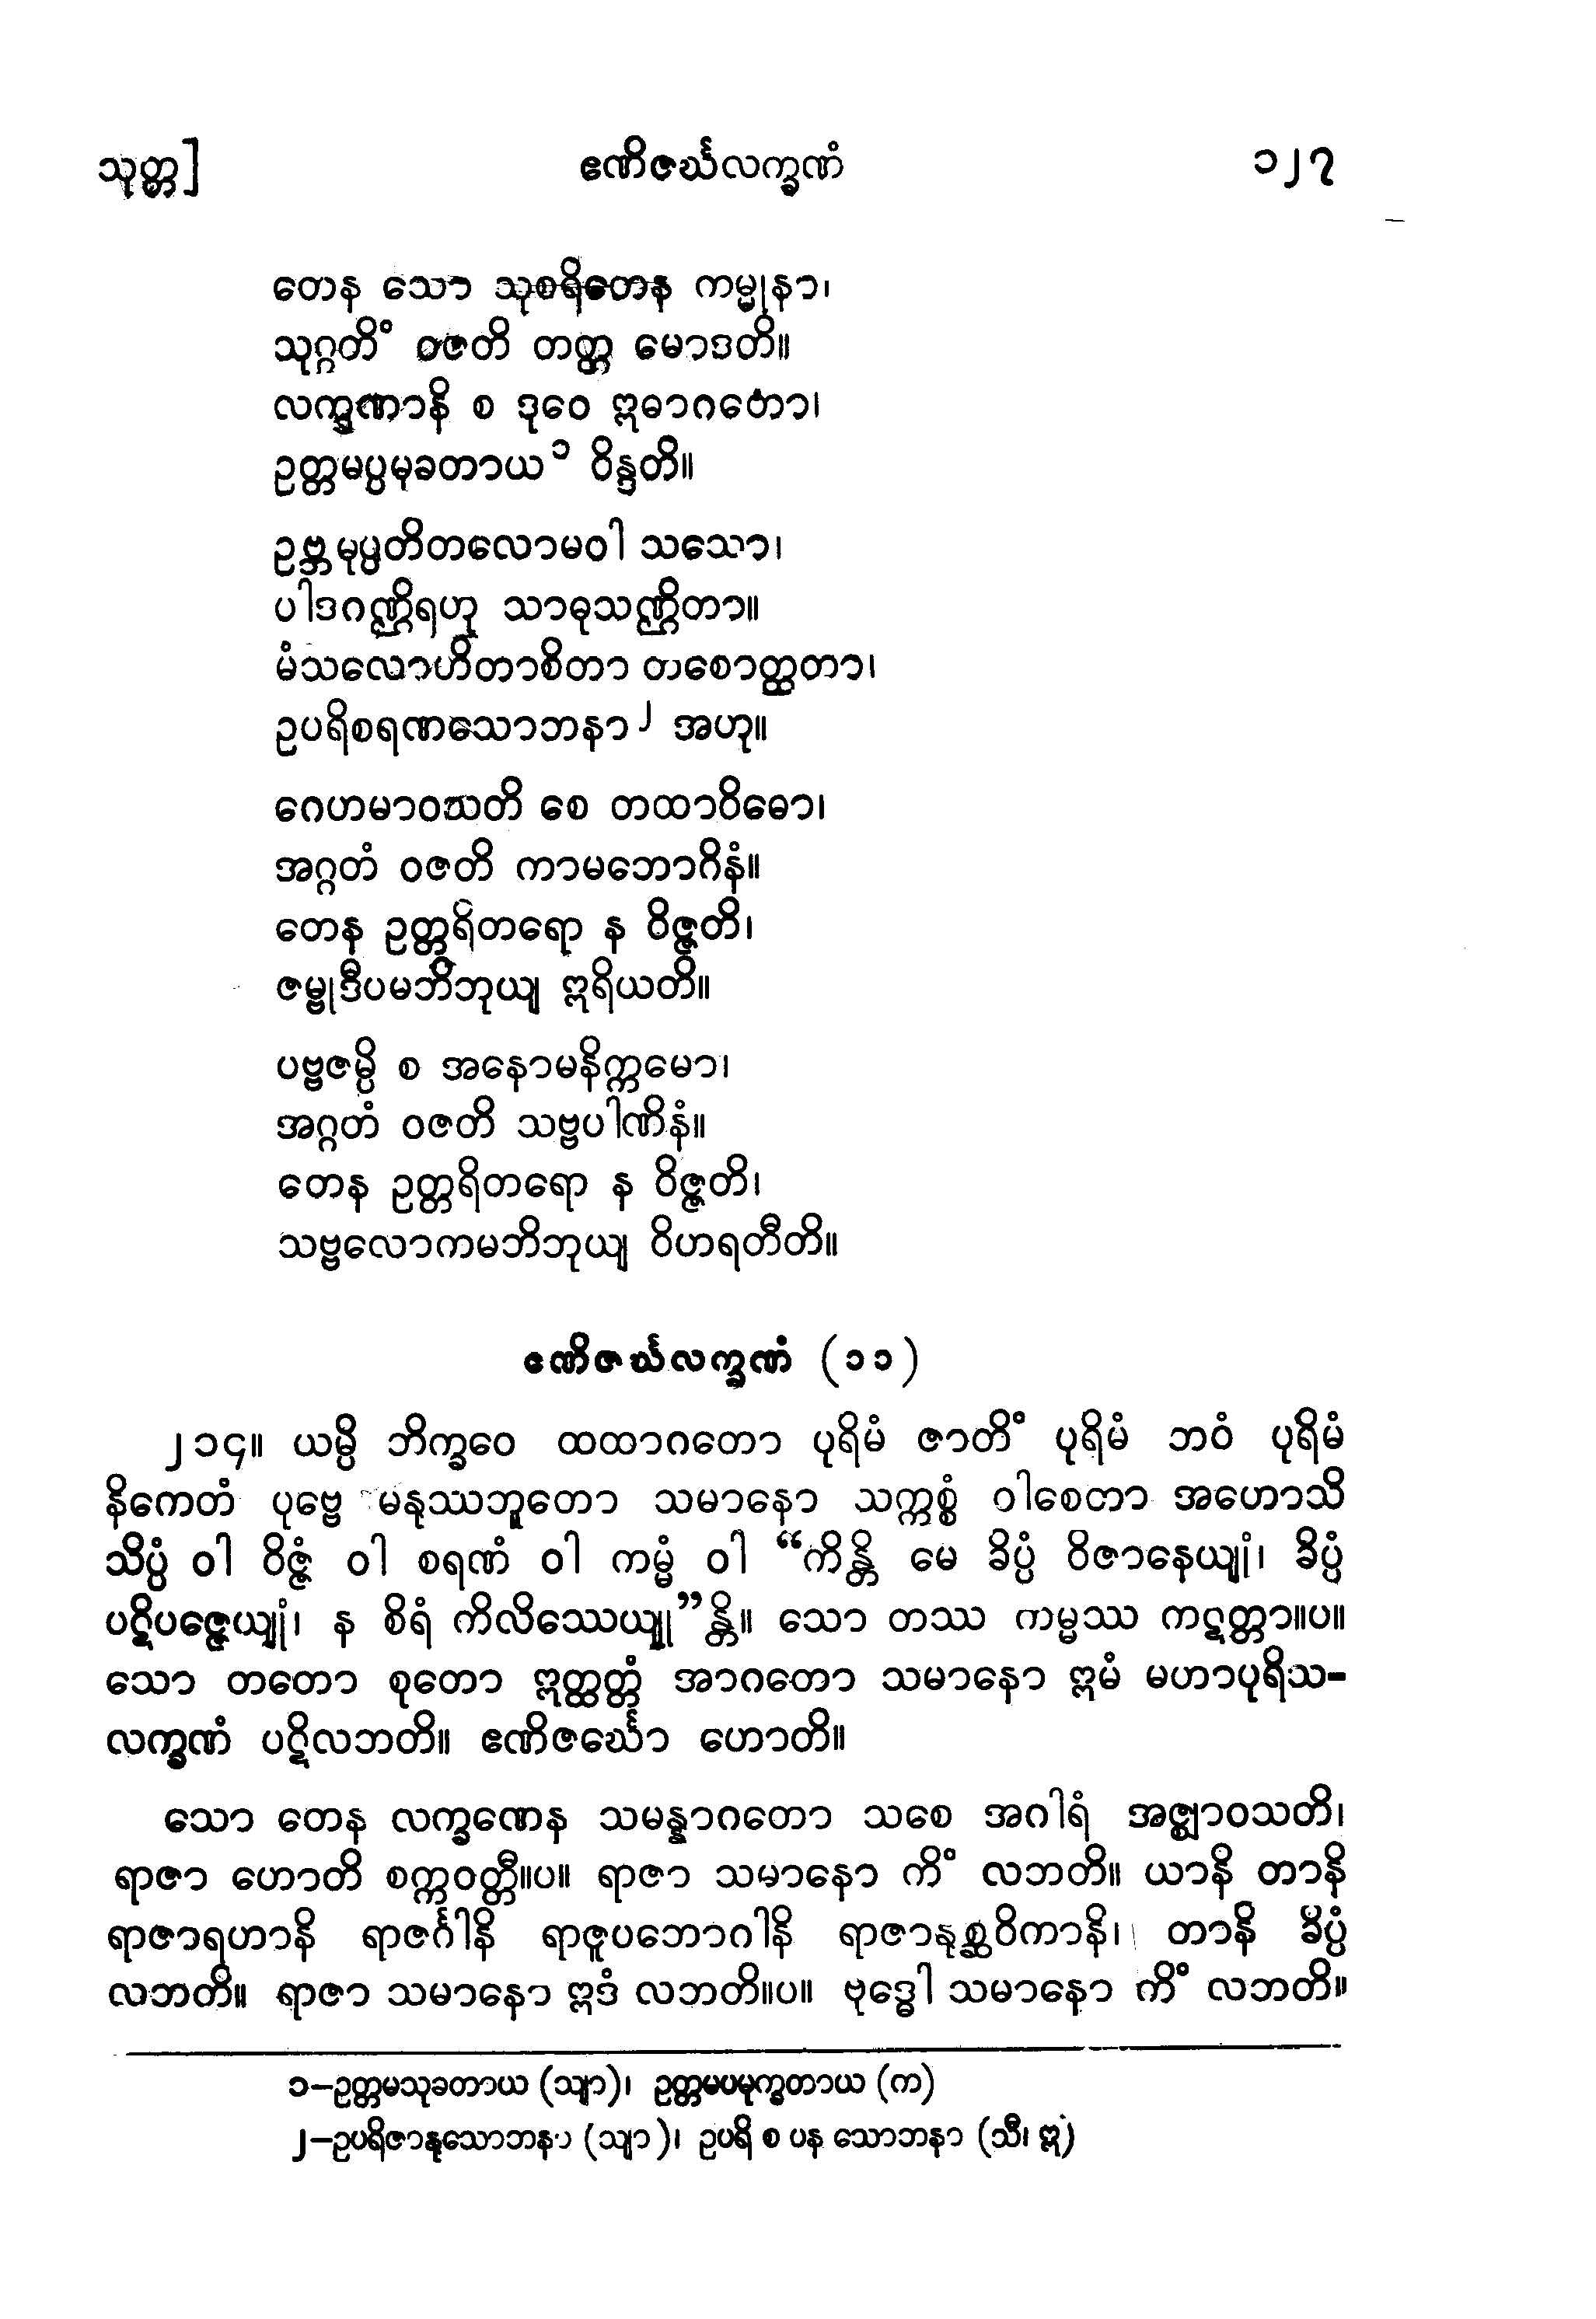 သုတ္တ] ဧဏိဇင်္ဃလက္ခဏံ ၁၂၇
တေန သော သုစရိတေန ကမ္မုနာ၊
သုဂ္ဂတိံ ဝဇတိ တတ္ထ မောဒတိ။
လက္ခဏာနိ စ ဒုဝေ ဣဓာဂတော၊
ဥတ္တမပ္ပမုခတာယ ၁ ဝိန္ဒတိ။
ဥဗ္ဘမုပ္ပတိတလောမဝါ သသော၊
ပါဒဂဏ္ဌိရဟု သာဓုသဏ္ဌိတာ။
မံသလောဟိတာစိတာ တစောတ္ထတာ၊
ဥပရိစရဏသောဘနာ ၂ အဟု။
ဂေဟမာဝသတိ စေ တထာဝိဓော၊
အဂ္ဂတံ ဝဇတိ ကာမဘောဂိနံ။
တေန ဥတ္တရိတရော န ဝိဇ္ဇတိ၊
ဇမ္ဗုဒီပမဘိဘုယျ ဣရိယတိ။
ပဗ္ဗဇမ္ပိ စ အနောမနိက္ကမော၊
အဂ္ဂတံ ဝဇတိ သဗ္ဗပါဏိနံ။
တေန ဥတ္တရိတရော န ဝိဇ္ဇတိ၊
သဗ္ဗလောကမဘိဘုယျ ဝိဟရတီတိ။
ဧဏိဇင်္ဃလက္ခဏံ (၁၁)
၂၁၄။ ယမ္ပိ ဘိက္ခဝေ ထထာဂတော ပုရိမံ ဇာတိံ ပုရိမံ ဘဝံ ပုရိမံ
နိကေတံ ပုဗ္ဗေ မနုဿဘူတော သမာနော သက္ကစ္စံ ဝါစေတာ အဟောသိ
သိပ္ပံ ဝါ ဝိဇ္ဇံ ဝါ စရဏံ ဝါ ကမ္မံ ဝါ “ကိန္တိ မေ ခိပ္ပံ ဝိဇာနေယျုံ၊ ခိပ္ပံ
ပဋိပဇ္ဇေယျုံ၊ န စိရံ ကိလိဿေယျု”န္တိ။ သော တဿ ကမ္မဿ ကဋတ္တာ။ပ။
သော တတော စုတော ဣတ္ထတ္တံ အာဂတော သမာနော ဣမံ မဟာပုရိသ-
လက္ခဏံ ပဋိလဘတိ။ ဧဏိဇင်္ဃော ဟောတိ။
သော တေန လက္ခဏေန သမန္နာဂတော သစေ အဂါရံ အဇ္ဈာဝသတိ၊
ရာဇာ ဟောတိ စက္ကဝတ္တီ။ပ။ ရာဇာ သမာနော ကိံ လဘတိ။ ယာနိ တာနိ
ရာဇာရဟာနိ ရာဇင်္ဂါနိ ရာဇူပဘောဂါနိ ရာဇာနုစ္ဆဝိကာနိ၊ တာနိ ခိပ္ပံ
လဘတိ။ ရာဇာ သမာနော ဣဒံ လဘတိ။ပ။ ဗုဒ္ဓေါ သမာနော ကိံ လဘတိ။
၁–ဥတ္တမသုခတာယ (သျာ)၊ ဥတ္တမပမုက္ခတာယ (က)
၂–ဥပရိဇာနုသောဘနာ (သျာ)၊ ဥပရိ စ ပန သောဘနာ (သီ၊ ဣ)